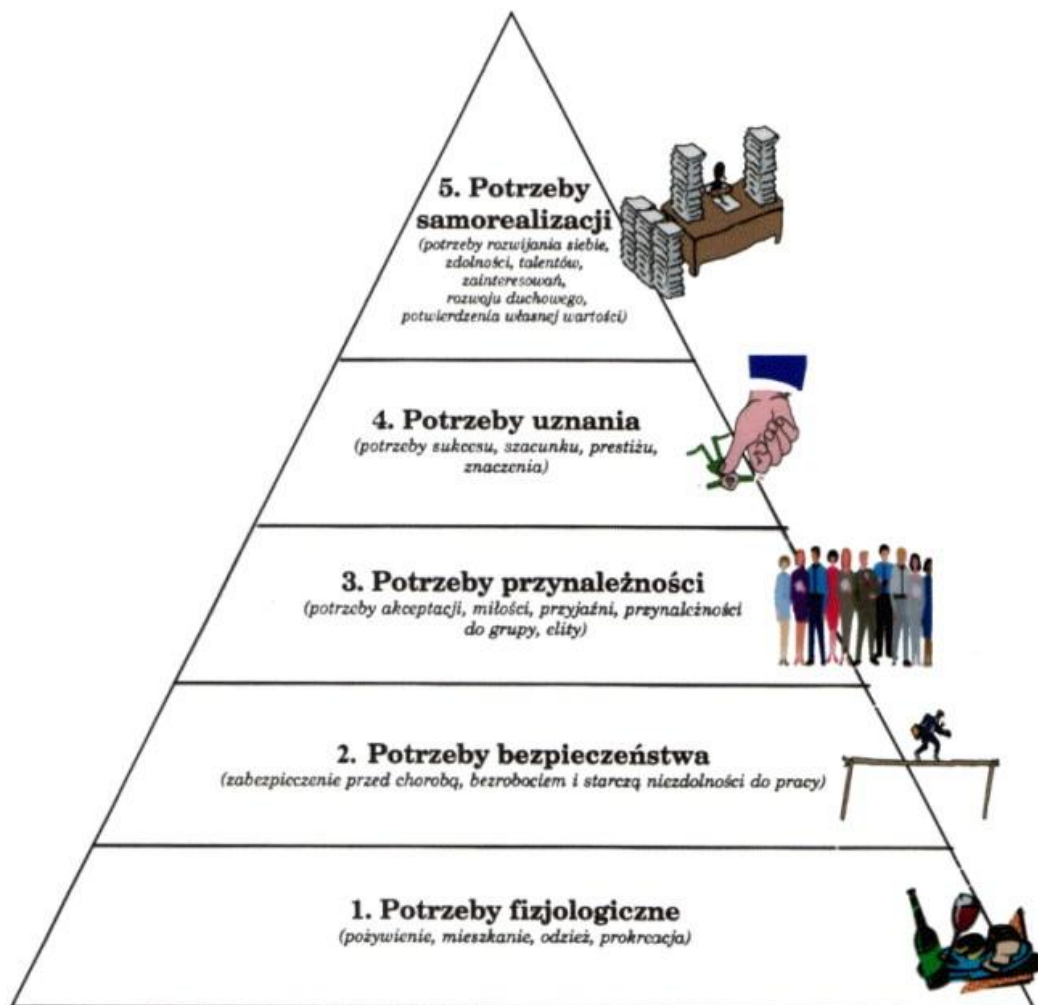 5. Potrzeby
samorealizacji
(potrzeby rozwijania siebie,
zdolności, talentów,
zainteresowań,
rozwoju duchowego,
potwierdzenia własnej wartości)
4. Potrzeby uznania
(potrzeby sukcesu, szacunku, prestiżu,
znaczenia)
3. Potrzeby przynależności
(potrzeby akceptacji, miłości, przyjaźni, przynależności
do grupy, elity)
2. Potrzeby bezpieczeństwa
(zabezpieczenie przed chorobą, bezrobociem i starczą niezdolności do pracy)
1. Potrzeby fizjologiczne
(pożywienie, mieszkanie, odzież, prokreacja)